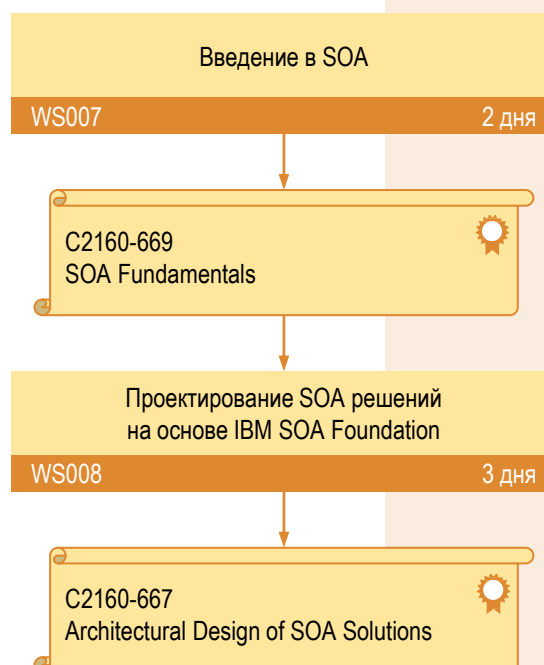 Введение в SOA
WS007 2 дня
C2160-669
SOA Fundamentals
Проектирование SOA решений
на основе IBM SOA Foundation
WS008 3 дня
C2160-667
Architectural Design of SOA Solutions